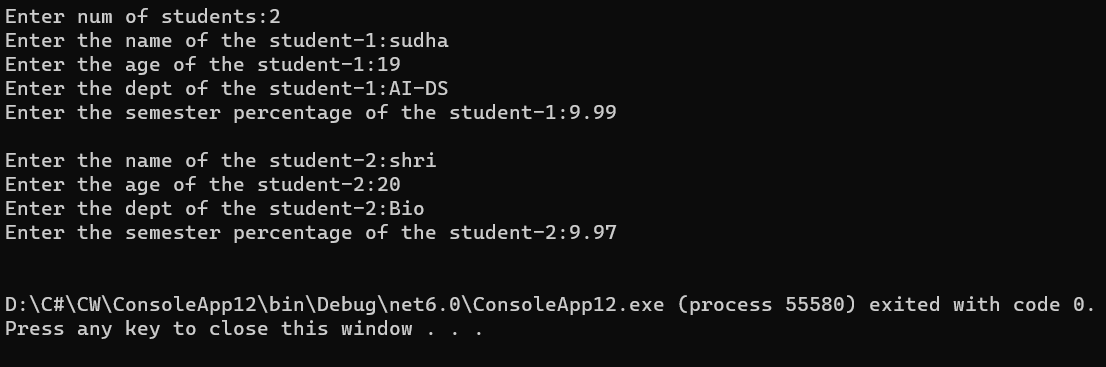 Enter num of students:2
Enter the name of the student-1:sudha
Enter the age of the student-1:19
Enter the dept of the student-1:AI-DS
Enter the semester percentage of the student-1:9.99
Enter the name of the student-2:shri
Enter the age of the student-2:20
Enter the dept of the student-2:Bio
Enter the semester percentage of the student-2:9.97
D:\C#\CW\ConsoleApp12\bin\Debug\net6.0\ConsoleApp12.exe (process 55580) exited with code 0.
Press any key to close this window . . .